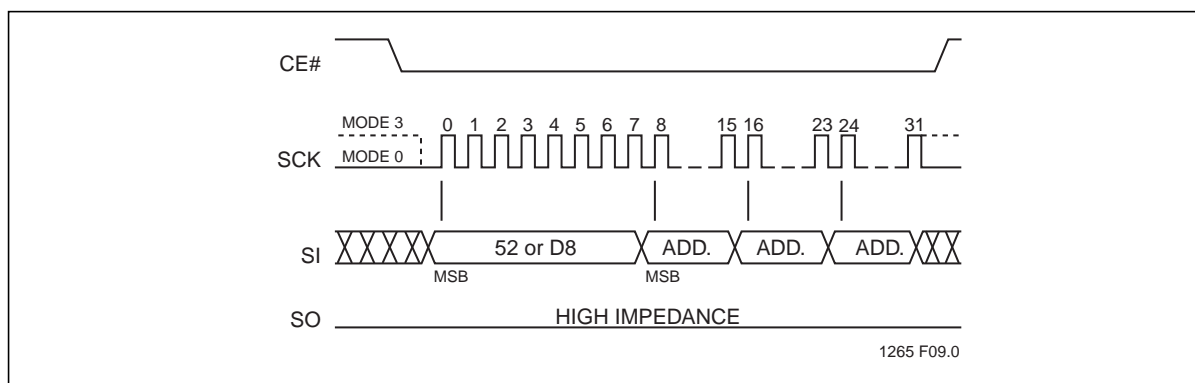 CE#
MODE 3
0 1 2 3 4 5 6 7 8 15 16 23 24 31
SCK MODE 0
SI 52 or D8 ADD. ADD. ADD.
MSB MSB
SO HIGH IMPEDANCE
1265 F09.0